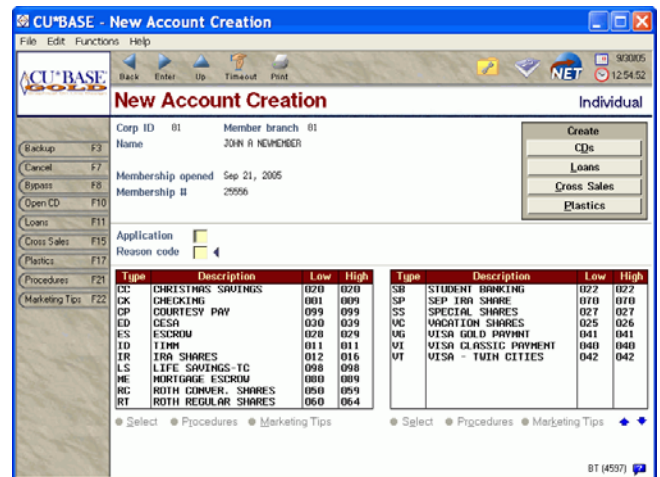 CU*BASE - New Account Creation
File Edit Functions Help
CU*BASE GOLD
Back Enter Up Timeout Print
NET
9/30/05
12:54:52
New Account Creation Individual
Corp ID 01 Member branch 01
Name JOHN A NEWMEMBER
Membership opened Sep 21, 2005
Membership # 25556
Create
CDs
Loans
Cross Sales
Plastics
Backup F3
Cancel F7
Bypass F8
Open CD F10
Loans F11
Cross Sales F15
Plastics F17
Procedures F21
Marketing Tips F22
Application
Reason code
Type Description Low High
CC CHRISTMAS SAVINGS 020 020
CK CHECKING 001 009
CP COURTESY PAY 099 099
ED CESA 030 039
ES ESCROW 028 029
ID TIMM 011 011
IR IRA SHARES 012 016
LS LIFE SAVINGS-TC 098 098
ME MORTGAGE ESCROW 080 089
RC ROTH CONVER. SHARES 050 059
RT ROTH REGULAR SHARES 060 064
Select Procedures Marketing Tips
Type Description Low High
SB STUDENT BANKING 022 022
SP SEP IRA SHARE 070 070
SS SPECIAL SHARES 027 027
VC VACATION SHARES 025 026
VG VISA GOLD PAYMNT 041 041
VI VISA CLASSIC PAYMENT 040 040
VT VISA - TWIN CITIES 042 042
Select Procedures Marketing Tips
BT (4597)